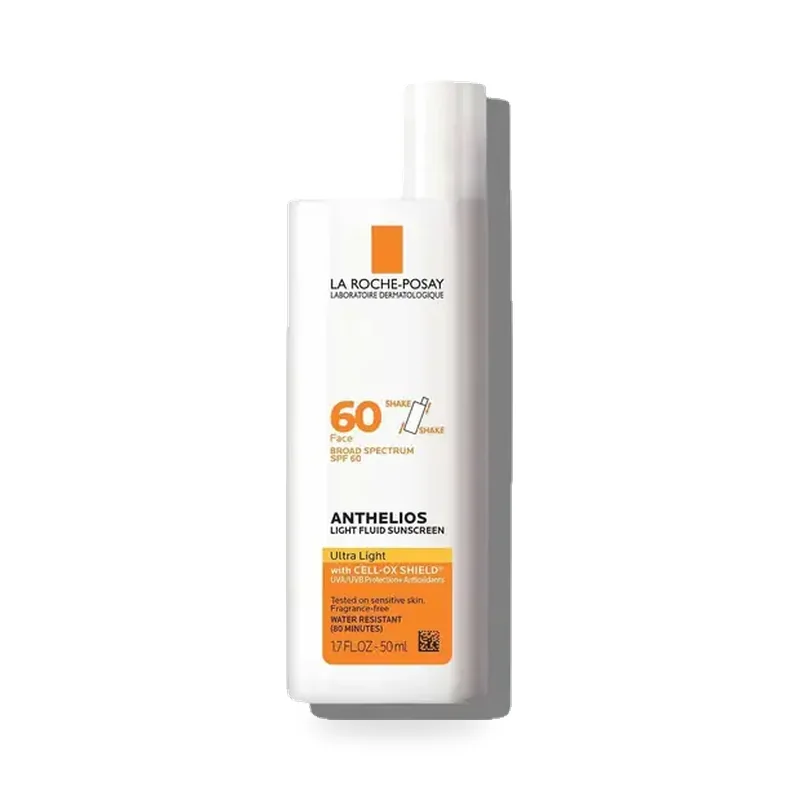 LA ROCHE-POSAY
LABORATOIRE DERMATOLOGIQUE
60
SHAKE
SHAKE
Face
BROAD SPECTRUM
SPF 60
ANTHELIOS
LIGHT FLUID SUNSCREEN
Ultra Light
with CELL-OX SHIELD®
UVA/UVB Protection + Antioxidants
Tested on sensitive skin.
Fragrance-free
WATER RESISTANT
(80 MINUTES)
1.7 FL.OZ - 50 ml